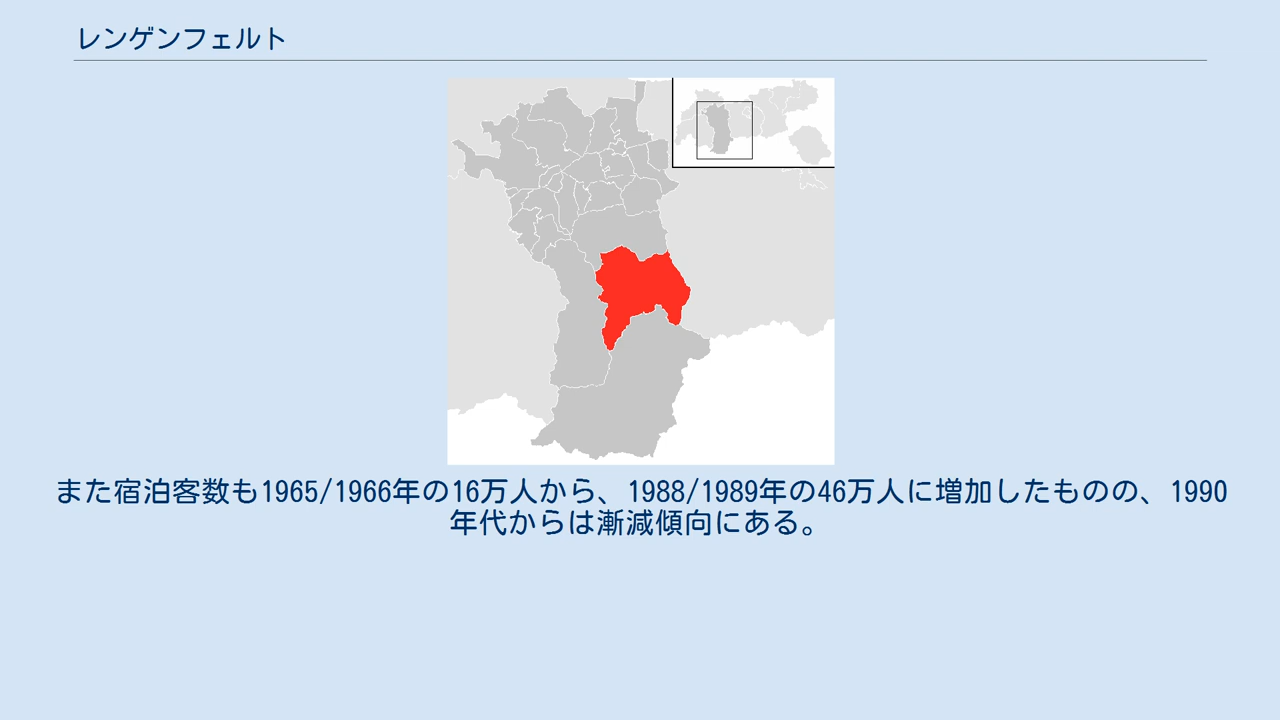 レンゲンフェルト
また宿泊客数も1965/1966年の16万人から、1988/1989年の46万人に増加したものの、1990
年代からは漸減傾向にある。